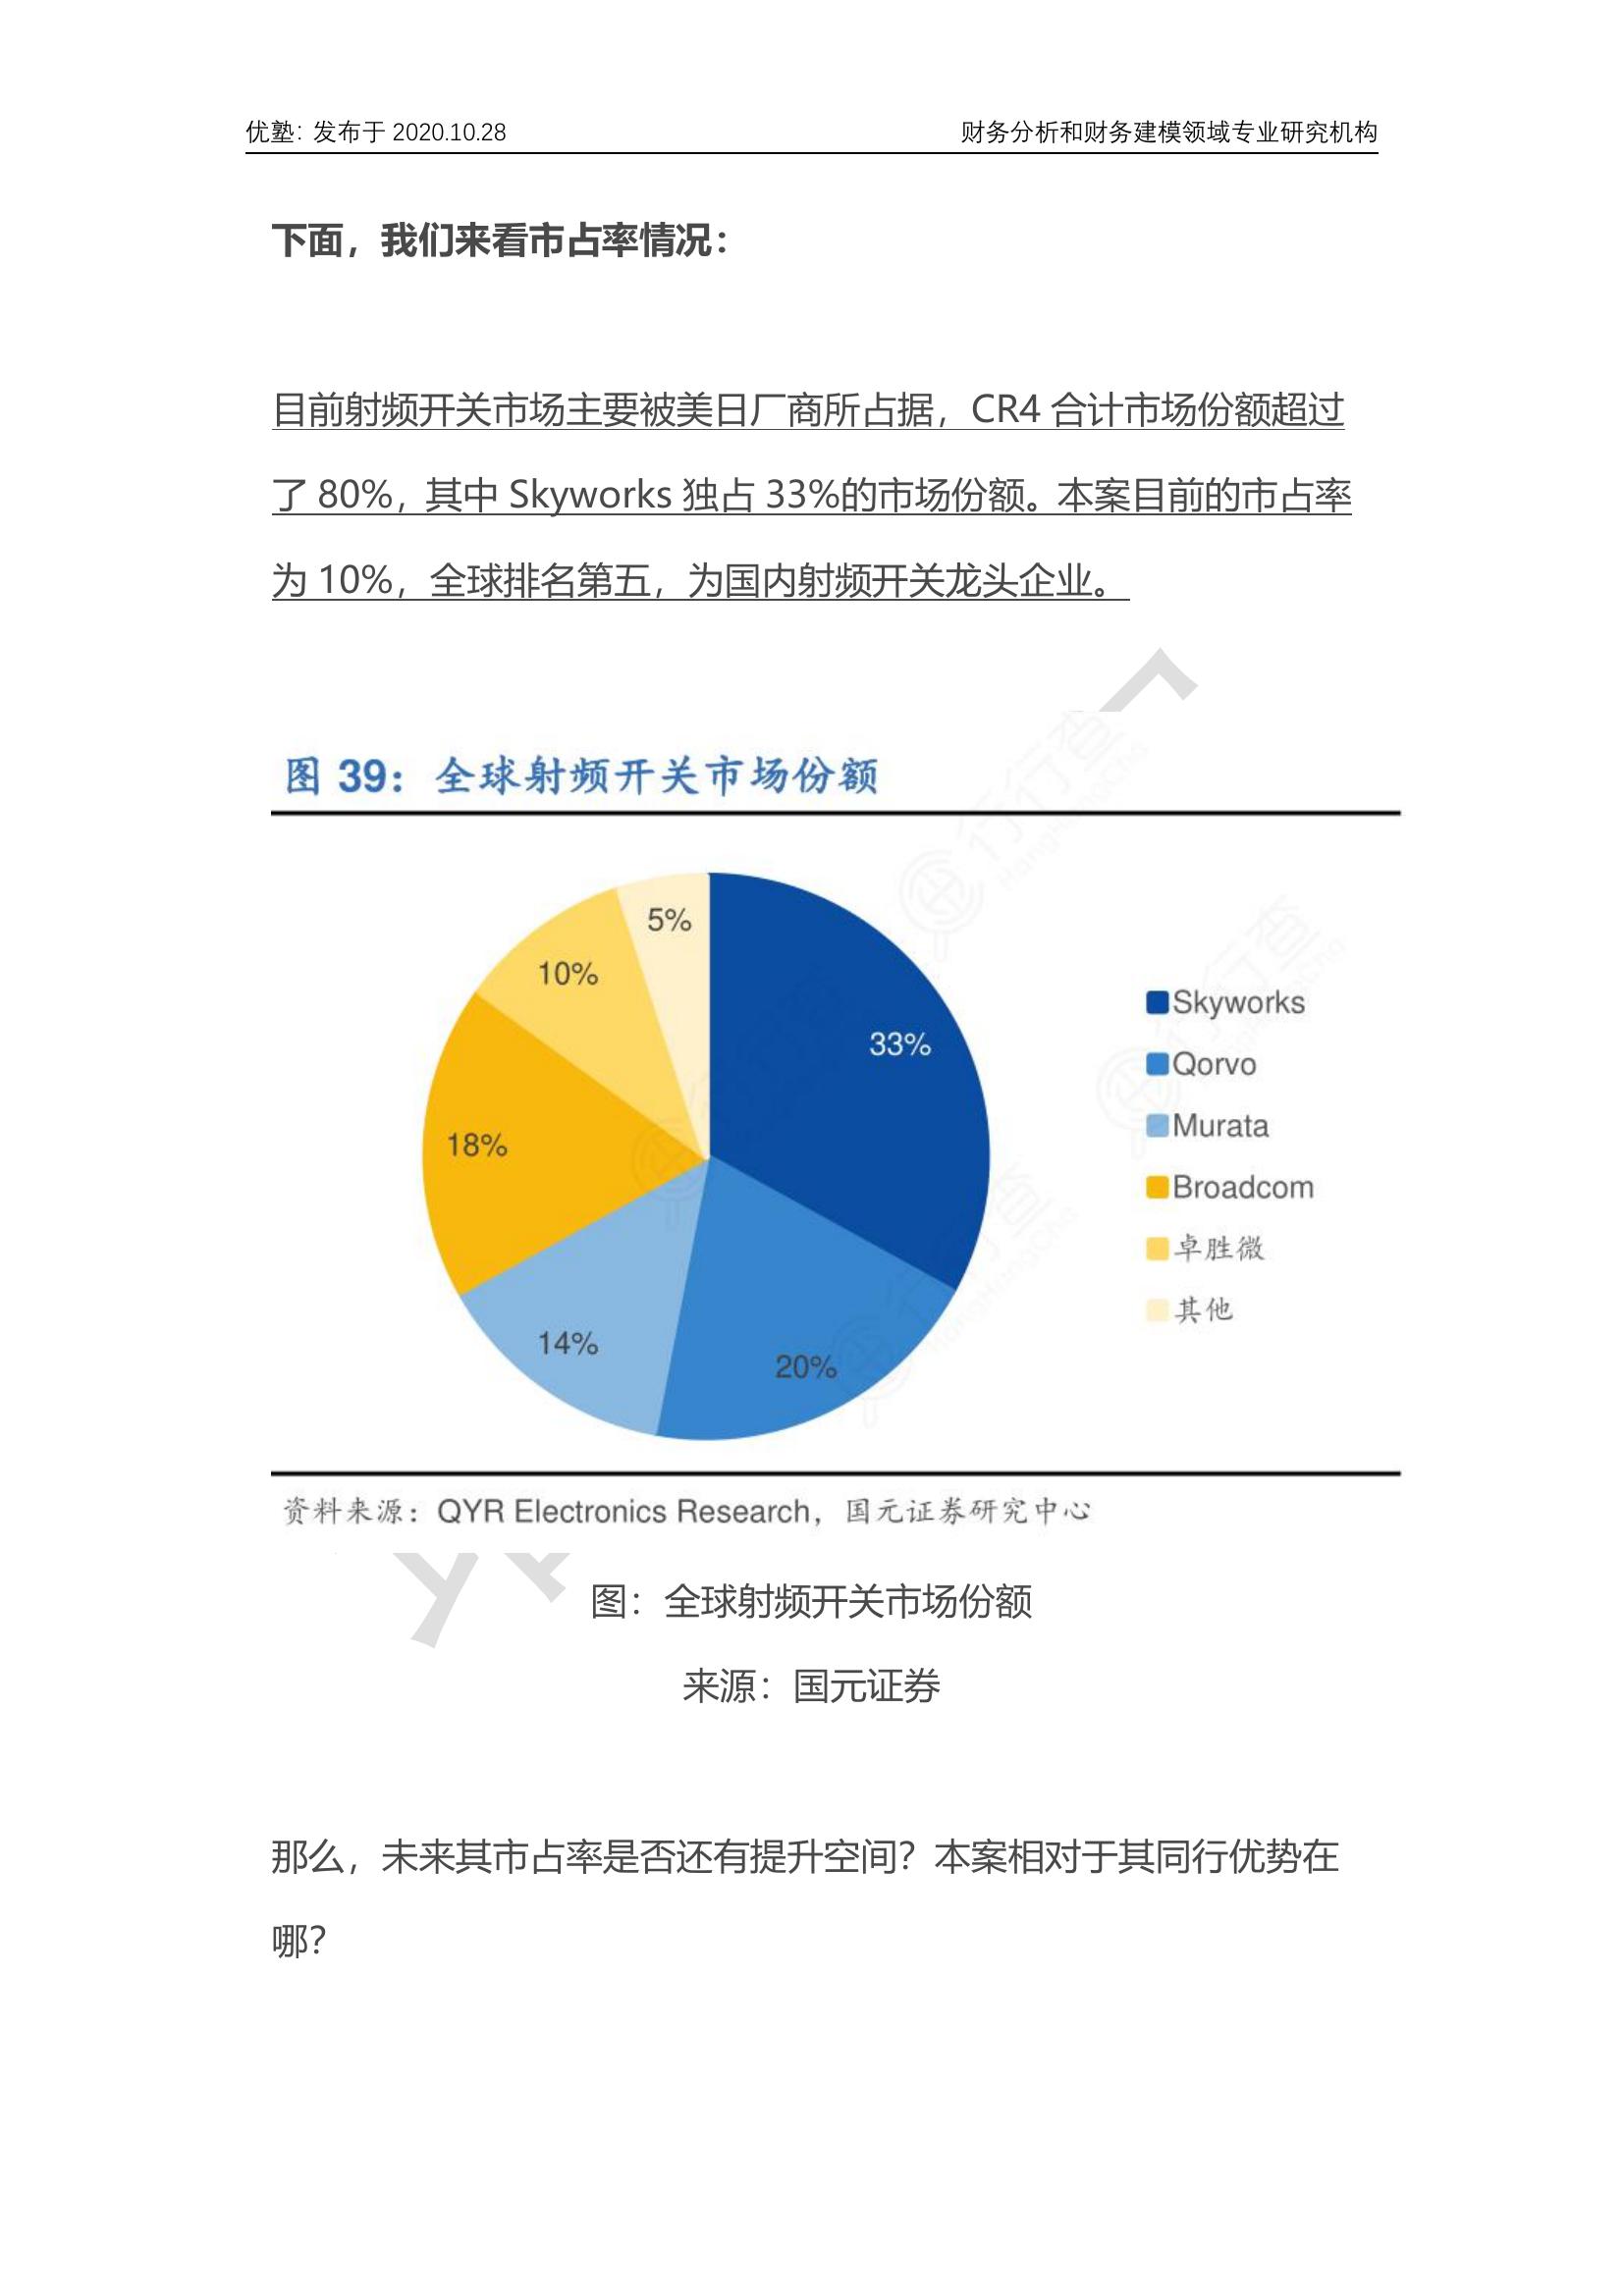 优塾：发布于 2020.10.28
财务分析和财务建模领域专业研究机构
下面，我们来看市占率情况：
目前射频开关市场主要被美日厂商所占据，CR4 合计市场份额超过
了 80%，其中 Skyworks 独占 33%的市场份额。本案目前的市占率
为 10%，全球排名第五，为国内射频开关龙头企业。
图 39：全球射频开关市场份额
5%
10%
33%
18%
14%
20%
Skyworks
Qorvo
Murata
Broadcom
卓胜微
其他
行行查
行行查
行行查
资料来源：QYR Electronics Research，国元证券研究中心
图：全球射频开关市场份额
来源：国元证券
那么，未来其市占率是否还有提升空间？本案相对于其同行优势在
哪？